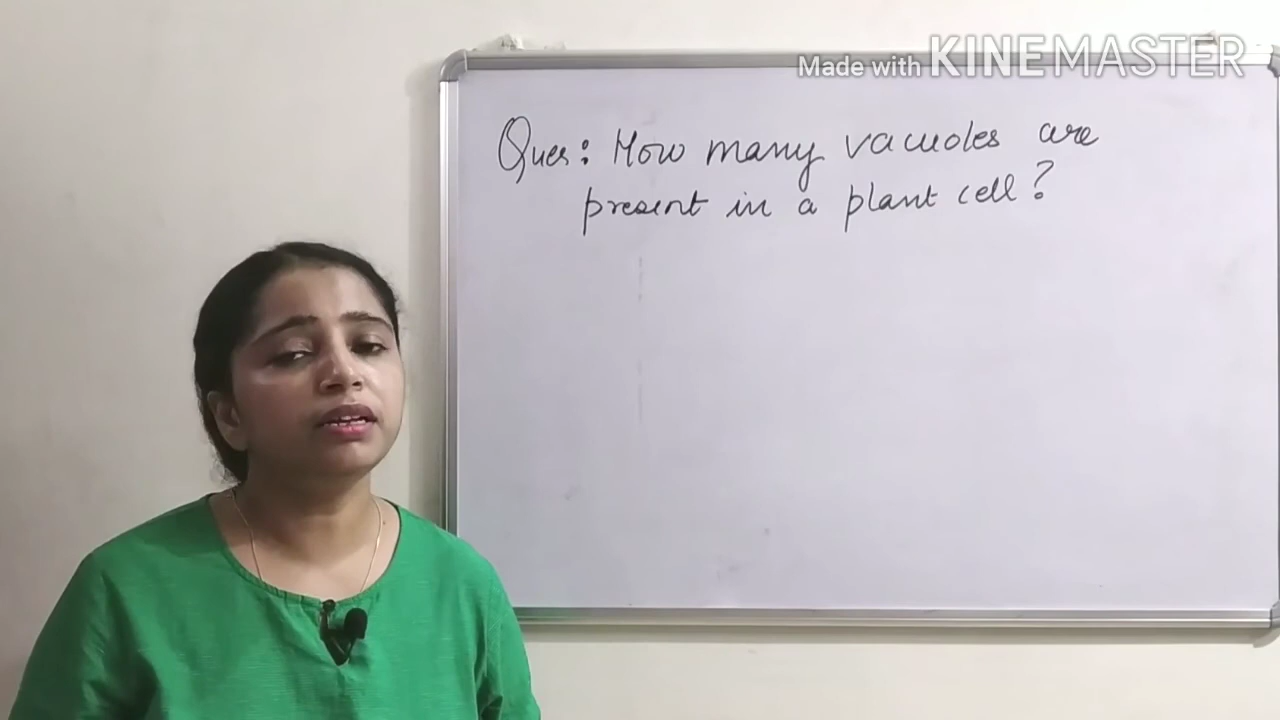 Made with KINEMASTER
Ques: How many vacuoles are
present in a plant cell?